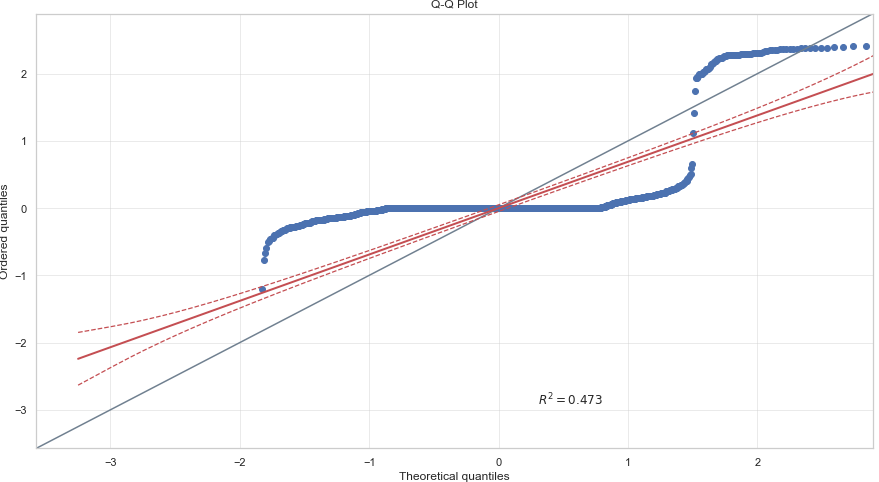 Q-Q Plot
Ordered quantiles
2
1
0
−1
−2
−3
R² = 0.473
−3 −2 −1 0 1 2
Theoretical quantiles